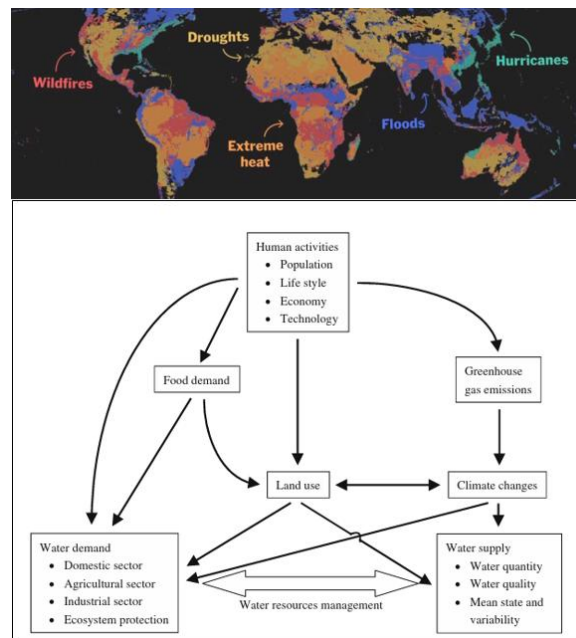 Droughts
Hurricanes
Wildfires
Floods
Extreme
heat
Human activities
• Population
• Life style
• Economy
• Technology
Food demand
Greenhouse
gas emissions
Land use
Climate changes
Water demand
• Domestic sector
• Agricultural sector
• Industrial sector
• Ecosystem protection
Water resources management
Water supply
• Water quantity
• Water quality
• Mean state and
variability